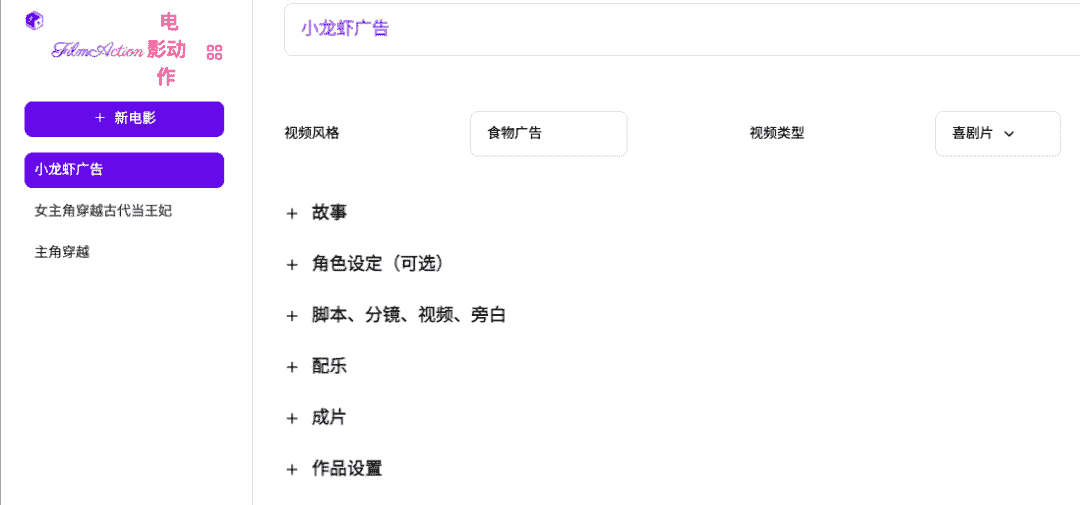 FilmAction 电影动作
+ 新电影
小龙虾广告
女主角穿越古代当王妃
主角穿越
小龙虾广告
视频风格 食物广告 视频类型 喜剧片
+ 故事
+ 角色设定（可选）
+ 脚本、分镜、视频、旁白
+ 配乐
+ 成片
+ 作品设置